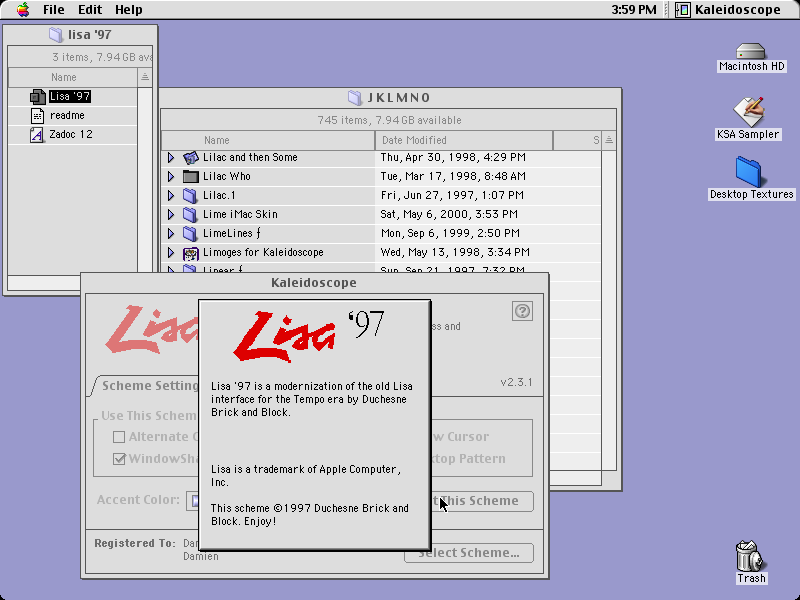 File Edit Help
3:59 PM Kaleidoscope
lisa '97
3 items, 7.94 GB ava
Name
Lisa '97
readme
Zadoc 12
JKLMNO
745 items, 7.94 GB available
Name Date Modified S
Lilac and then Some Thu, Apr 30, 1998, 4:29 PM
Lilac Who Tue, Mar 17, 1998, 8:48 AM
Lilac.1 Fri, Jun 27, 1997, 1:07 PM
Lime iMac Skin Sat, May 6, 2000, 3:53 PM
LimeLines ƒ Mon, Sep 6, 1999, 2:50 PM
Limoges for Kaleidoscope Wed, May 13, 1998, 3:34 PM
Linear ƒ Sun, Sep 21, 1997, 7:32 PM
Macintosh HD
KSA Sampler
Desktop Textures
Trash
Kaleidoscope
Lisa
ss and
v2.3.1
Scheme Setting
Use This Schem
Alternate
WindowSha
w Cursor
ktop Pattern
Accent Color:
t This Scheme
Registered To: Dam
Damien
Select Scheme...
Lisa '97
Lisa '97 is a modernization of the old Lisa
interface for the Tempo era by Duchesne
Brick and Block.
Lisa is a trademark of Apple Computer,
Inc.
This scheme ©1997 Duchesne Brick and
Block. Enjoy!